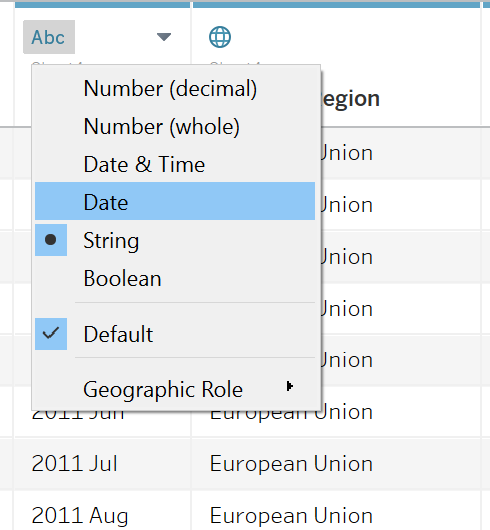 Abc
Number (decimal)
Number (whole)
Date & Time
Date
String
Boolean
Default
Geographic Role
egion
Union
Union
Union
Union
Union
2011 Jun European Union
2011 Jul European Union
2011 Aug European Union